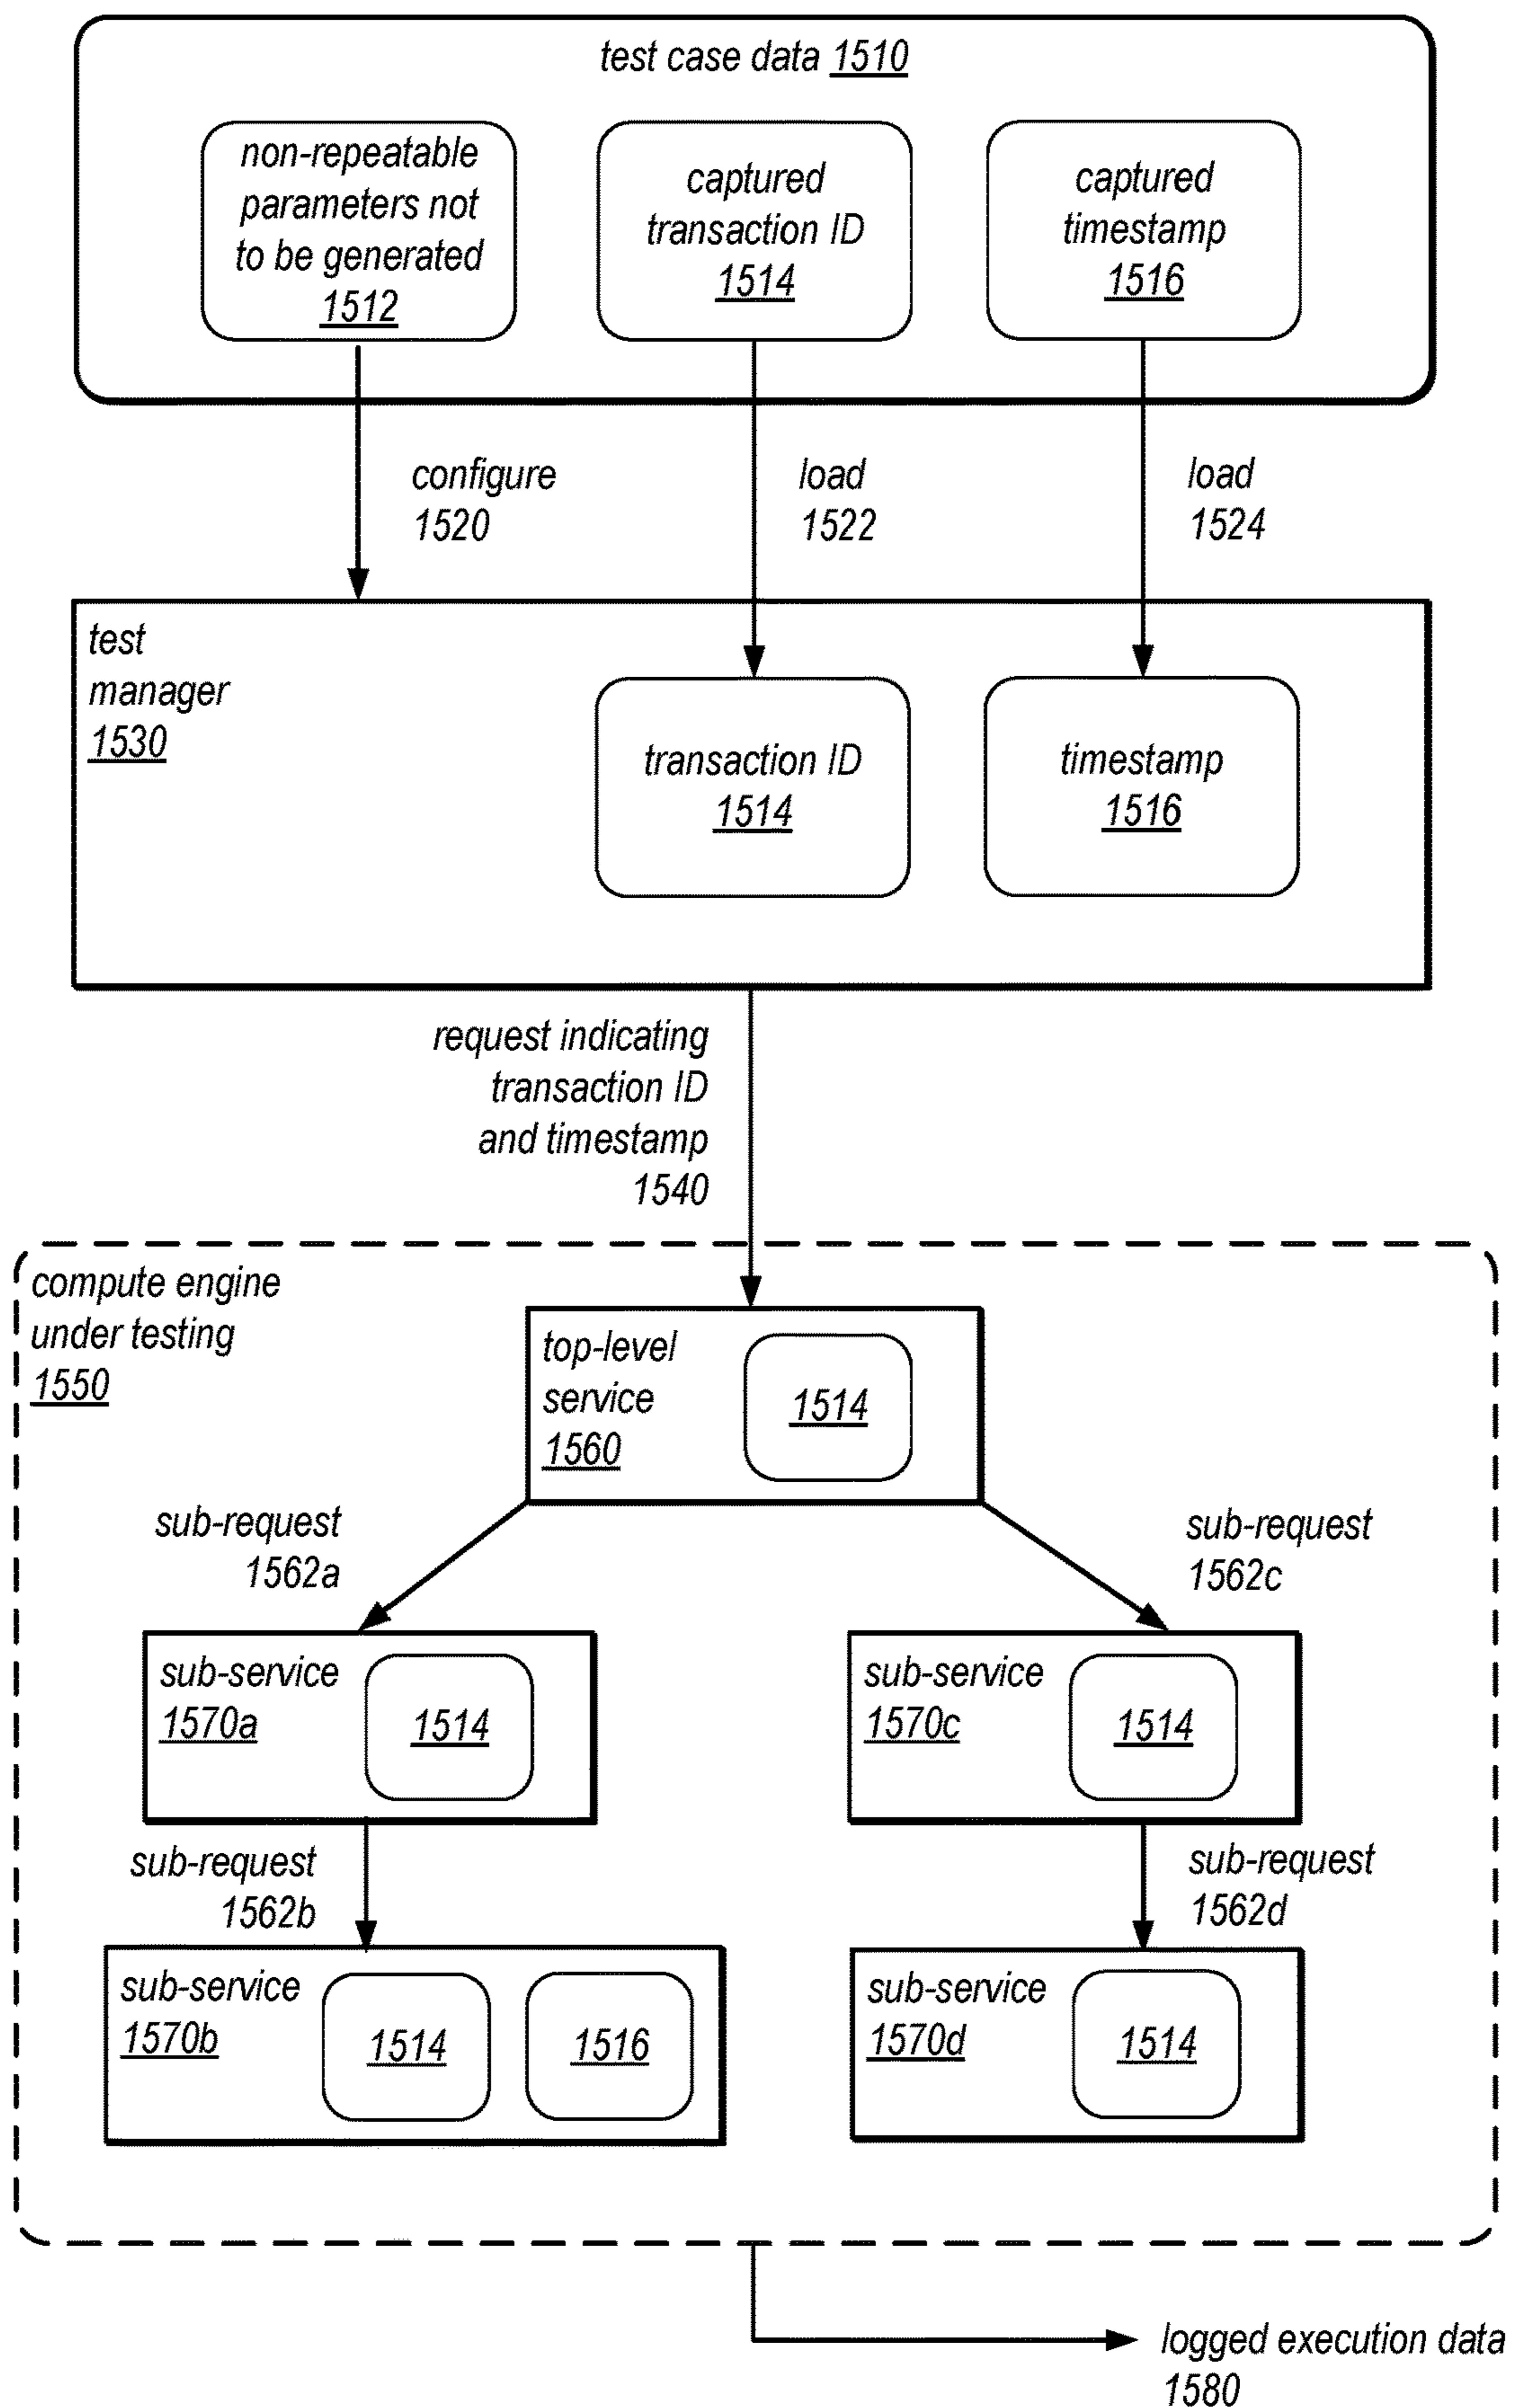 test case data 1510
non-repeatable
parameters not
to be generated
1512
captured
transaction ID
1514
captured
timestamp
1516
configure
1520
load
1522
load
1524
test
manager
1530
transaction ID
1514
timestamp
1516
request indicating
transaction ID
and timestamp
1540
compute engine
under testing
1550
top-level
service
1560
1514
sub-request
1562a
sub-request
1562c
sub-service
1570a
1514
sub-service
1570c
1514
sub-request
1562b
sub-request
1562d
sub-service
1570b
1514
1516
sub-service
1570d
1514
logged execution data
1580